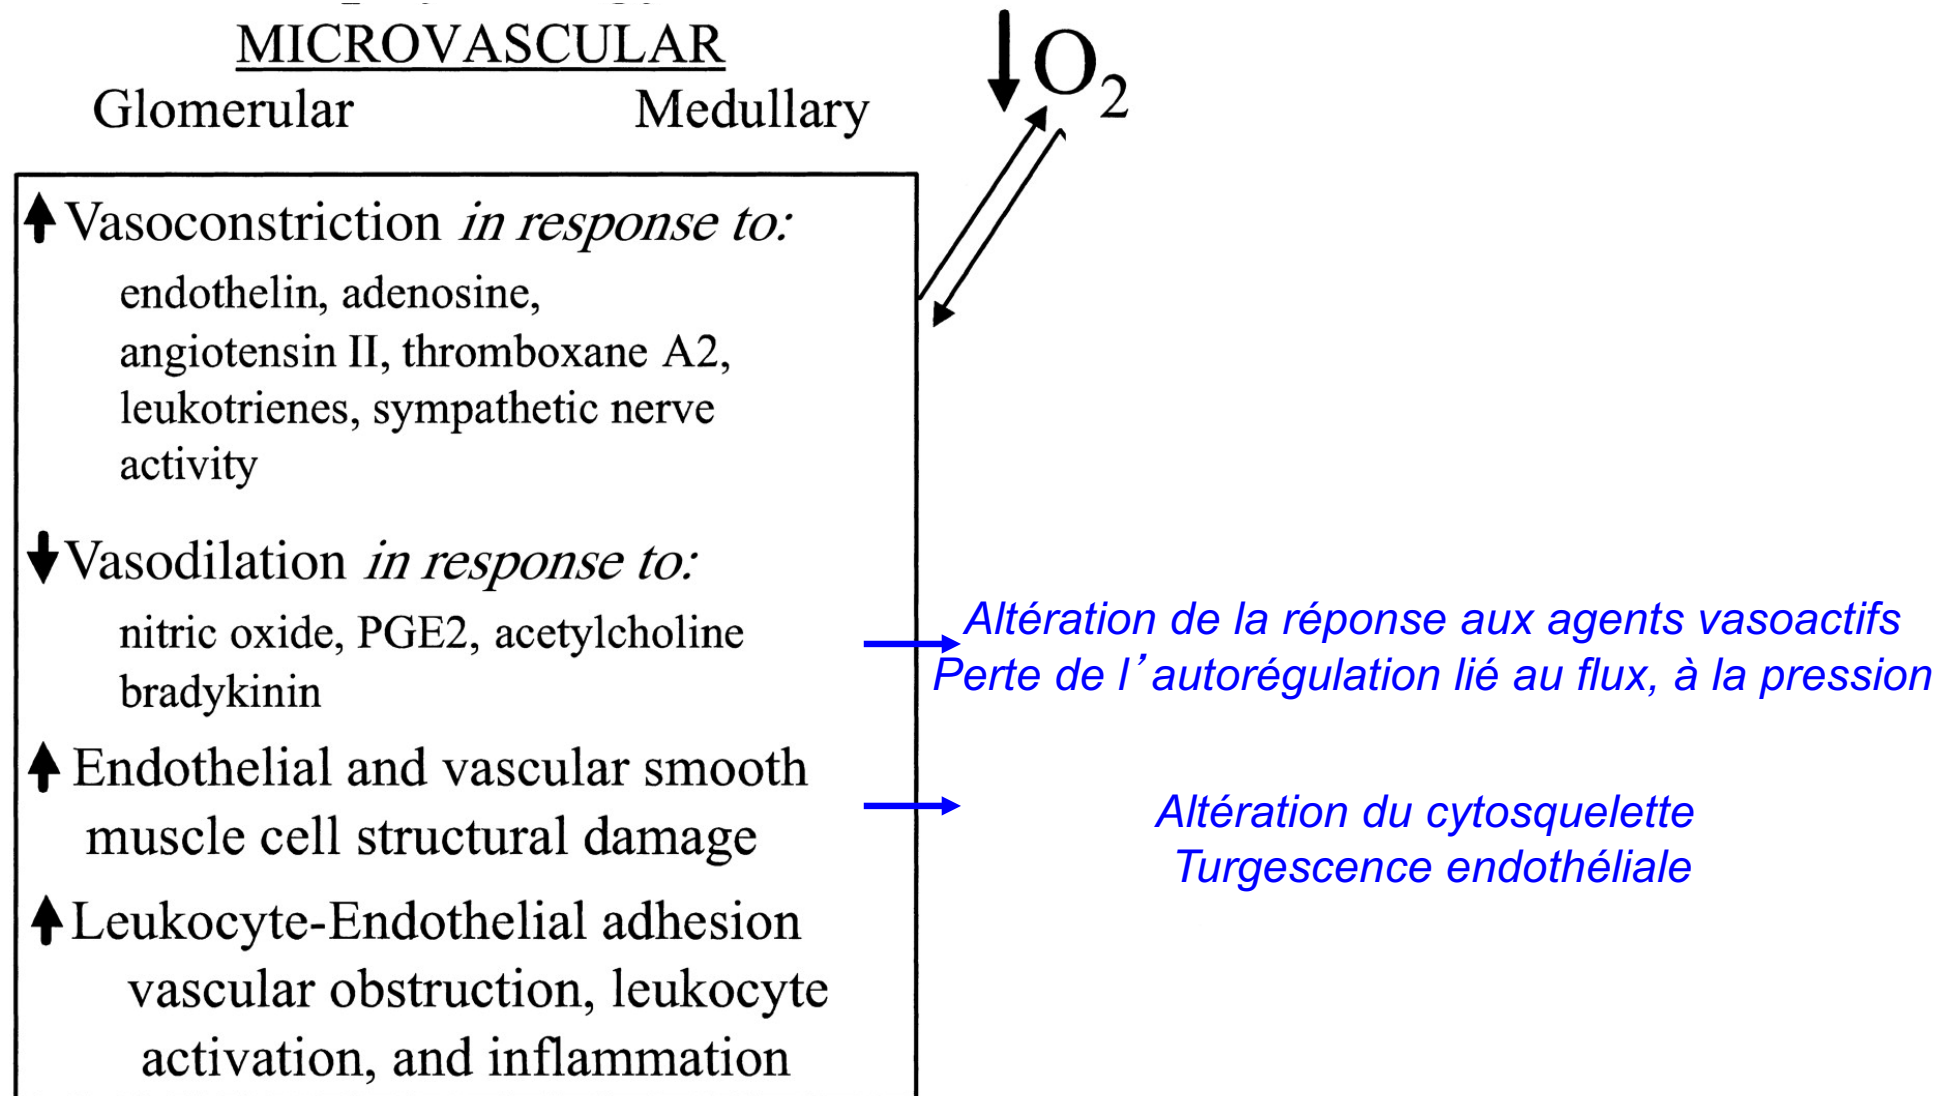 MICROVASCULAR
Glomerular Medullary
↓O₂
↑Vasoconstriction in response to:
endothelin, adenosine,
angiotensin II, thromboxane A2,
leukotrienes, sympathetic nerve
activity
↓Vasodilation in response to:
nitric oxide, PGE2, acetylcholine
bradykinin
Altération de la réponse aux agents vasoactifs
Perte de l’autorégulation lié au flux, à la pression
↑Endothelial and vascular smooth
muscle cell structural damage
Altération du cytosquelette
Turgescence endothéliale
↑Leukocyte-Endothelial adhesion
vascular obstruction, leukocyte
activation, and inflammation